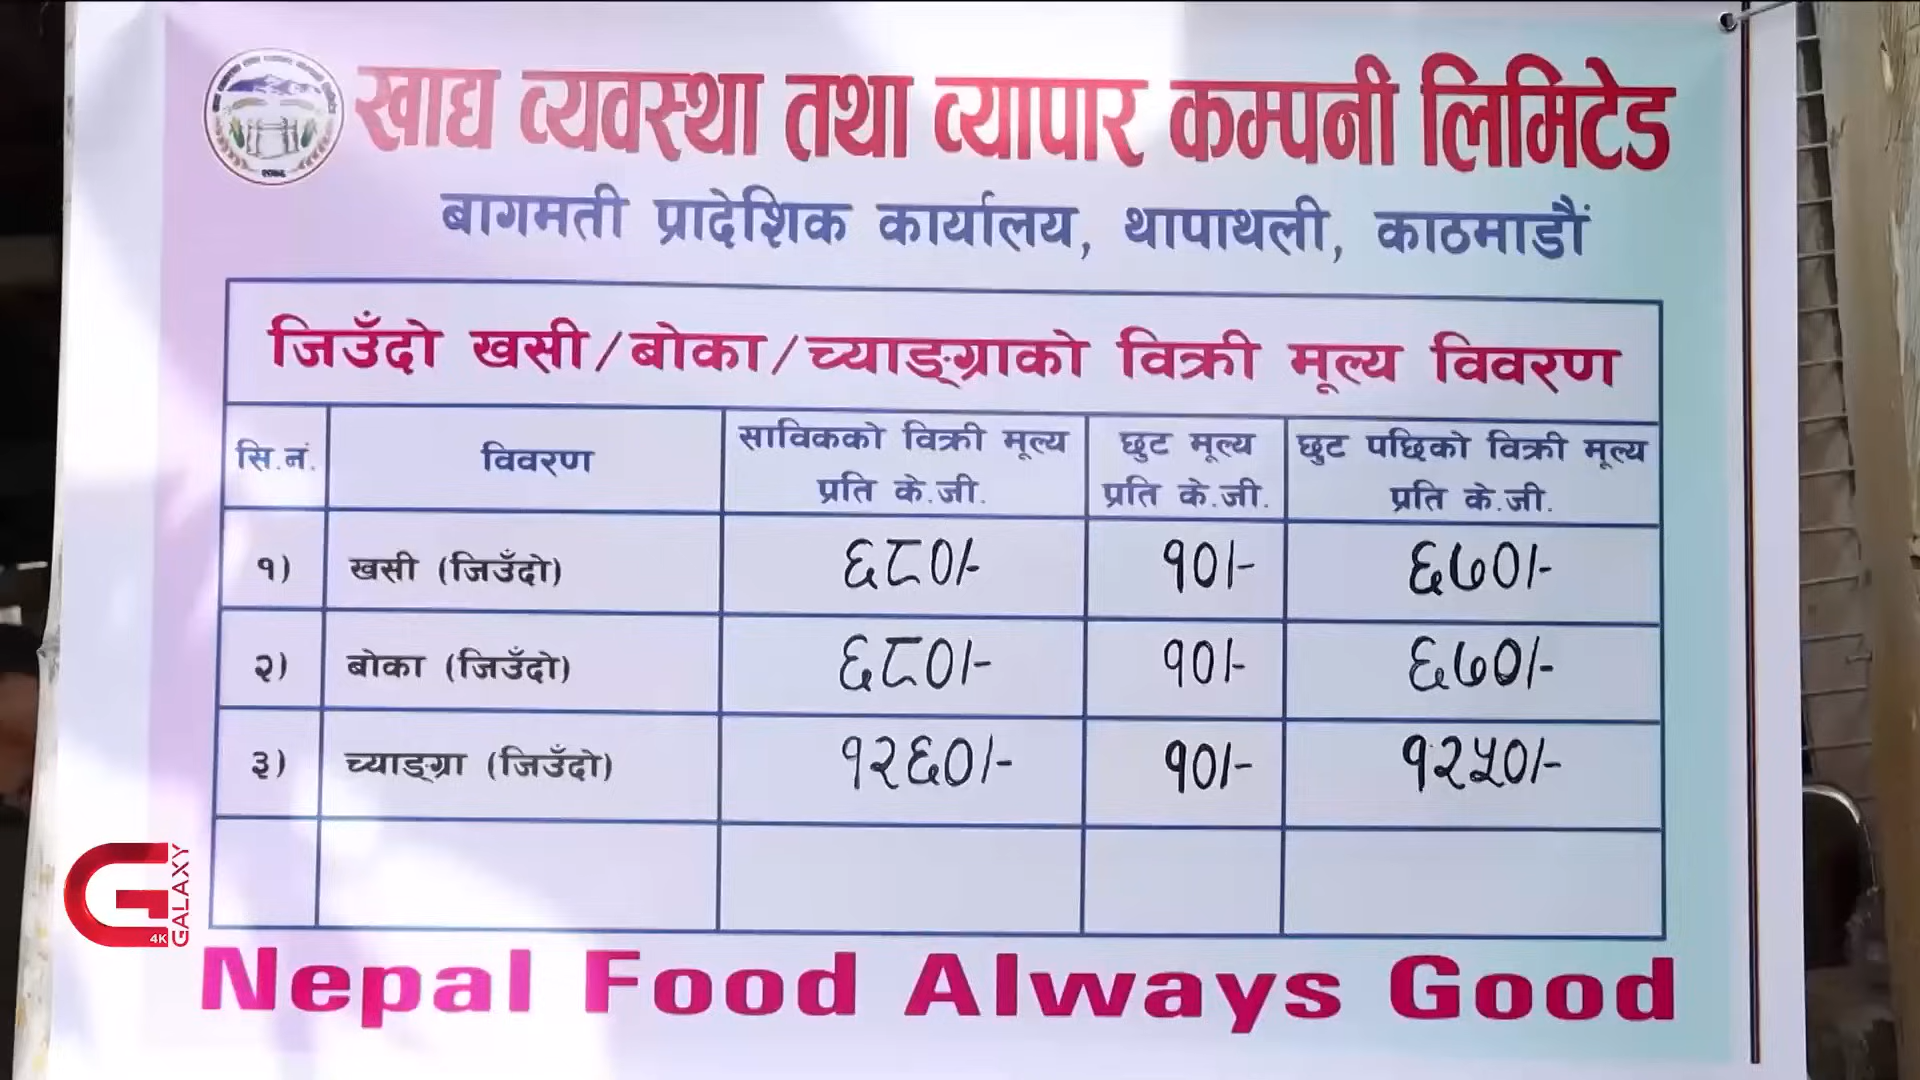 खाद्य व्यवस्था तथा व्यापार कम्पनी लिमिटेड
बागमती प्रादेशिक कार्यालय, थापाथली, काठमाडौं
जिउँदो खसी/बोका/च्याङ्ग्राको विक्री मूल्य विवरण
सि.नं. विवरण साविकको विक्री मूल्य प्रति के.जी. छुट मूल्य प्रति के.जी. छुट पछिको विक्री मूल्य प्रति के.जी.
१) खसी (जिउँदो) ६८०/- १०/- ६७०/-
२) बोका (जिउँदो) ६८०/- १०/- ६७०/-
३) च्याङ्ग्रा (जिउँदो) १२६०/- १०/- १२५०/-
Nepal Food Always Good
G 4K GALAXY